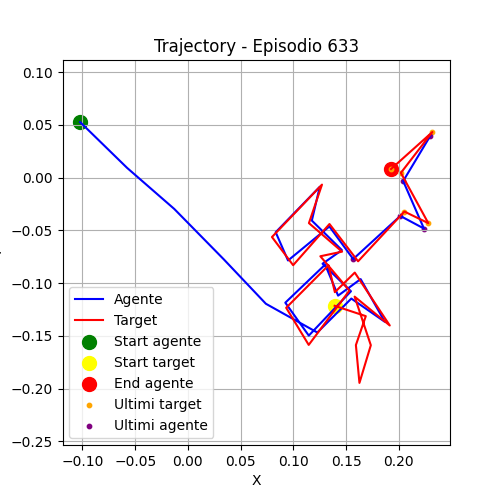 Trajectory - Episodio 633
0.10
0.05
0.00
−0.05
−0.10
−0.15
−0.20
−0.25
Agente
Target
Start agente
Start target
End agente
Ultimi target
Ultimi agente
−0.10 −0.05 0.00 0.05 0.10 0.15 0.20
X